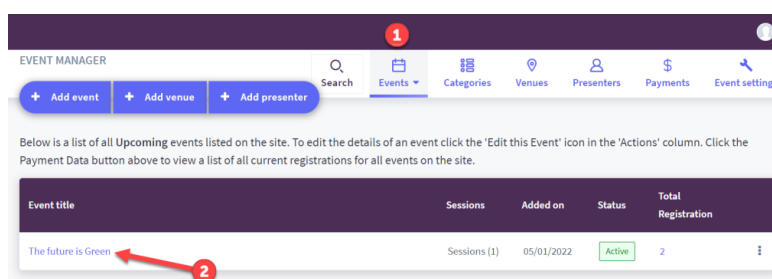 1
EVENT MANAGER
Search
Events
Categories
Venues
Presenters
Payments
Event setting
+ Add event
+ Add venue
+ Add presenter
Below is a list of all Upcoming events listed on the site. To edit the details of an event click the 'Edit this Event' icon in the 'Actions' column. Click the
Payment Data button above to view a list of all current registrations for all events on the site.
Event title
Sessions
Added on
Status
Total
Registration
The future is Green
Sessions (1)
05/01/2022
Active
2
2